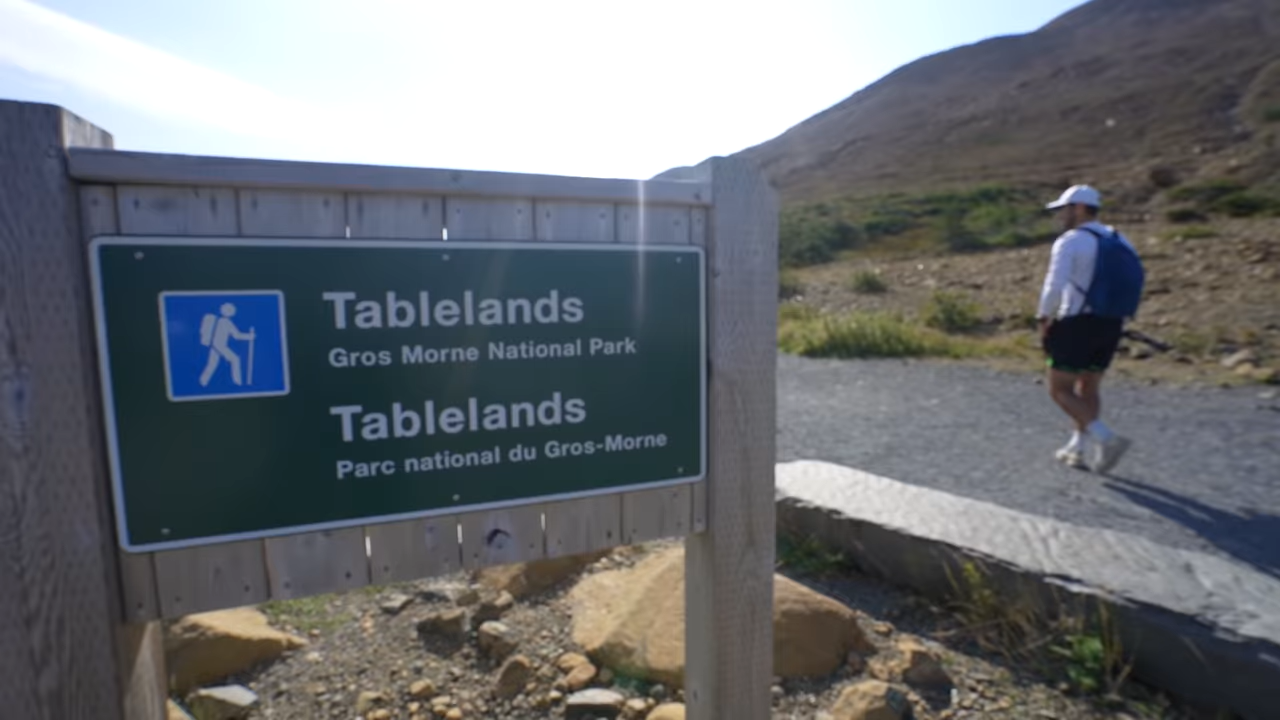 Tablelands
Gros Morne National Park
Tablelands
Parc national du Gros-Morne